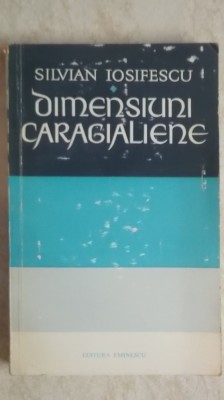 SILVIAN IOSIFESCU
DIMENSIUNI
CARAGIALIENE
EDITURA EMINESCU